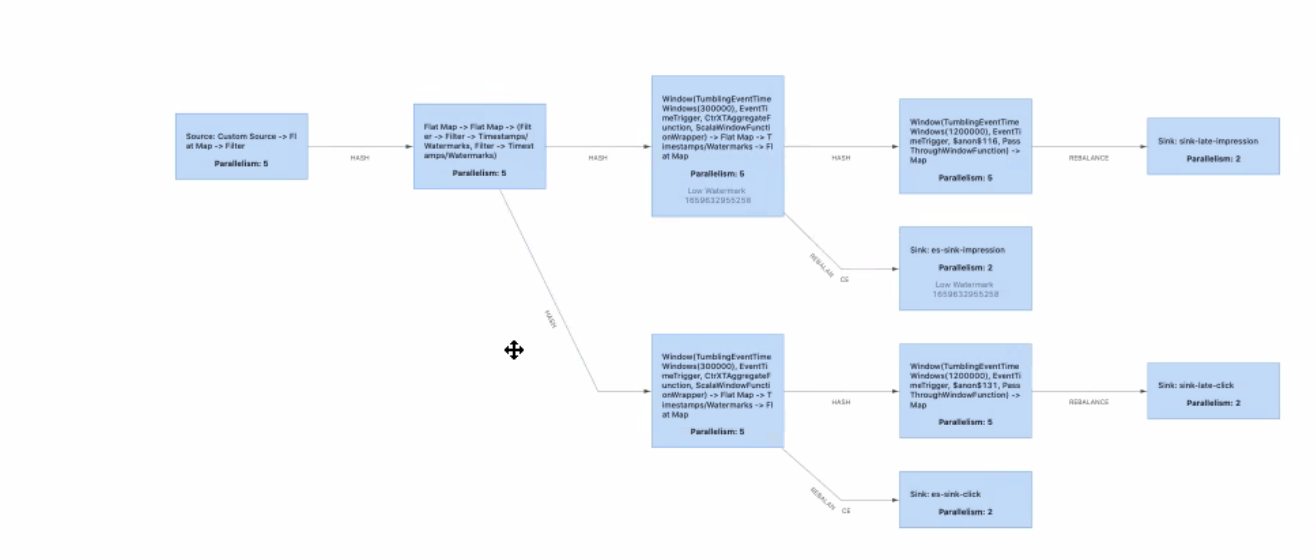 Source: Custom Source -> Fl
at Map -> Filter
Parallelism: 5
HASH
Flat Map -> Flat Map -> (Filt
er -> Filter -> Timestamps/
Watermarks, Filter -> Timest
amps/Watermarks)
Parallelism: 5
HASH
Window(TumblingEventTime
Windows(300000), EventTi
meTrigger, CtrXTAggregateF
unction, ScalaWindowFuncti
onWrapper) -> Flat Map -> T
imestamps/Watermarks -> Fl
at Map
Parallelism: 5
Low Watermark
1659632955258
HASH
Window(TumblingEventTime
Windows(1200000), EventTi
meTrigger, $anon$116, Pass
ThroughWindowFunction) ->
Map
Parallelism: 5
REBALANCE
Sink: sink-late-impression
Parallelism: 2
REBALAN CE
Sink: es-sink-impression
Parallelism: 2
Low Watermark
1659632955258
HASH
Window(TumblingEventTime
Windows(300000), EventTi
meTrigger, CtrXTAggregateF
unction, ScalaWindowFuncti
onWrapper) -> Flat Map -> T
imestamps/Watermarks -> Fl
at Map
Parallelism: 5
HASH
Window(TumblingEventTime
Windows(1200000), EventTi
meTrigger, $anon$131, Pass
ThroughWindowFunction) ->
Map
Parallelism: 5
REBALANCE
Sink: sink-late-click
Parallelism: 2
REBALAN CE
Sink: es-sink-click
Parallelism: 2